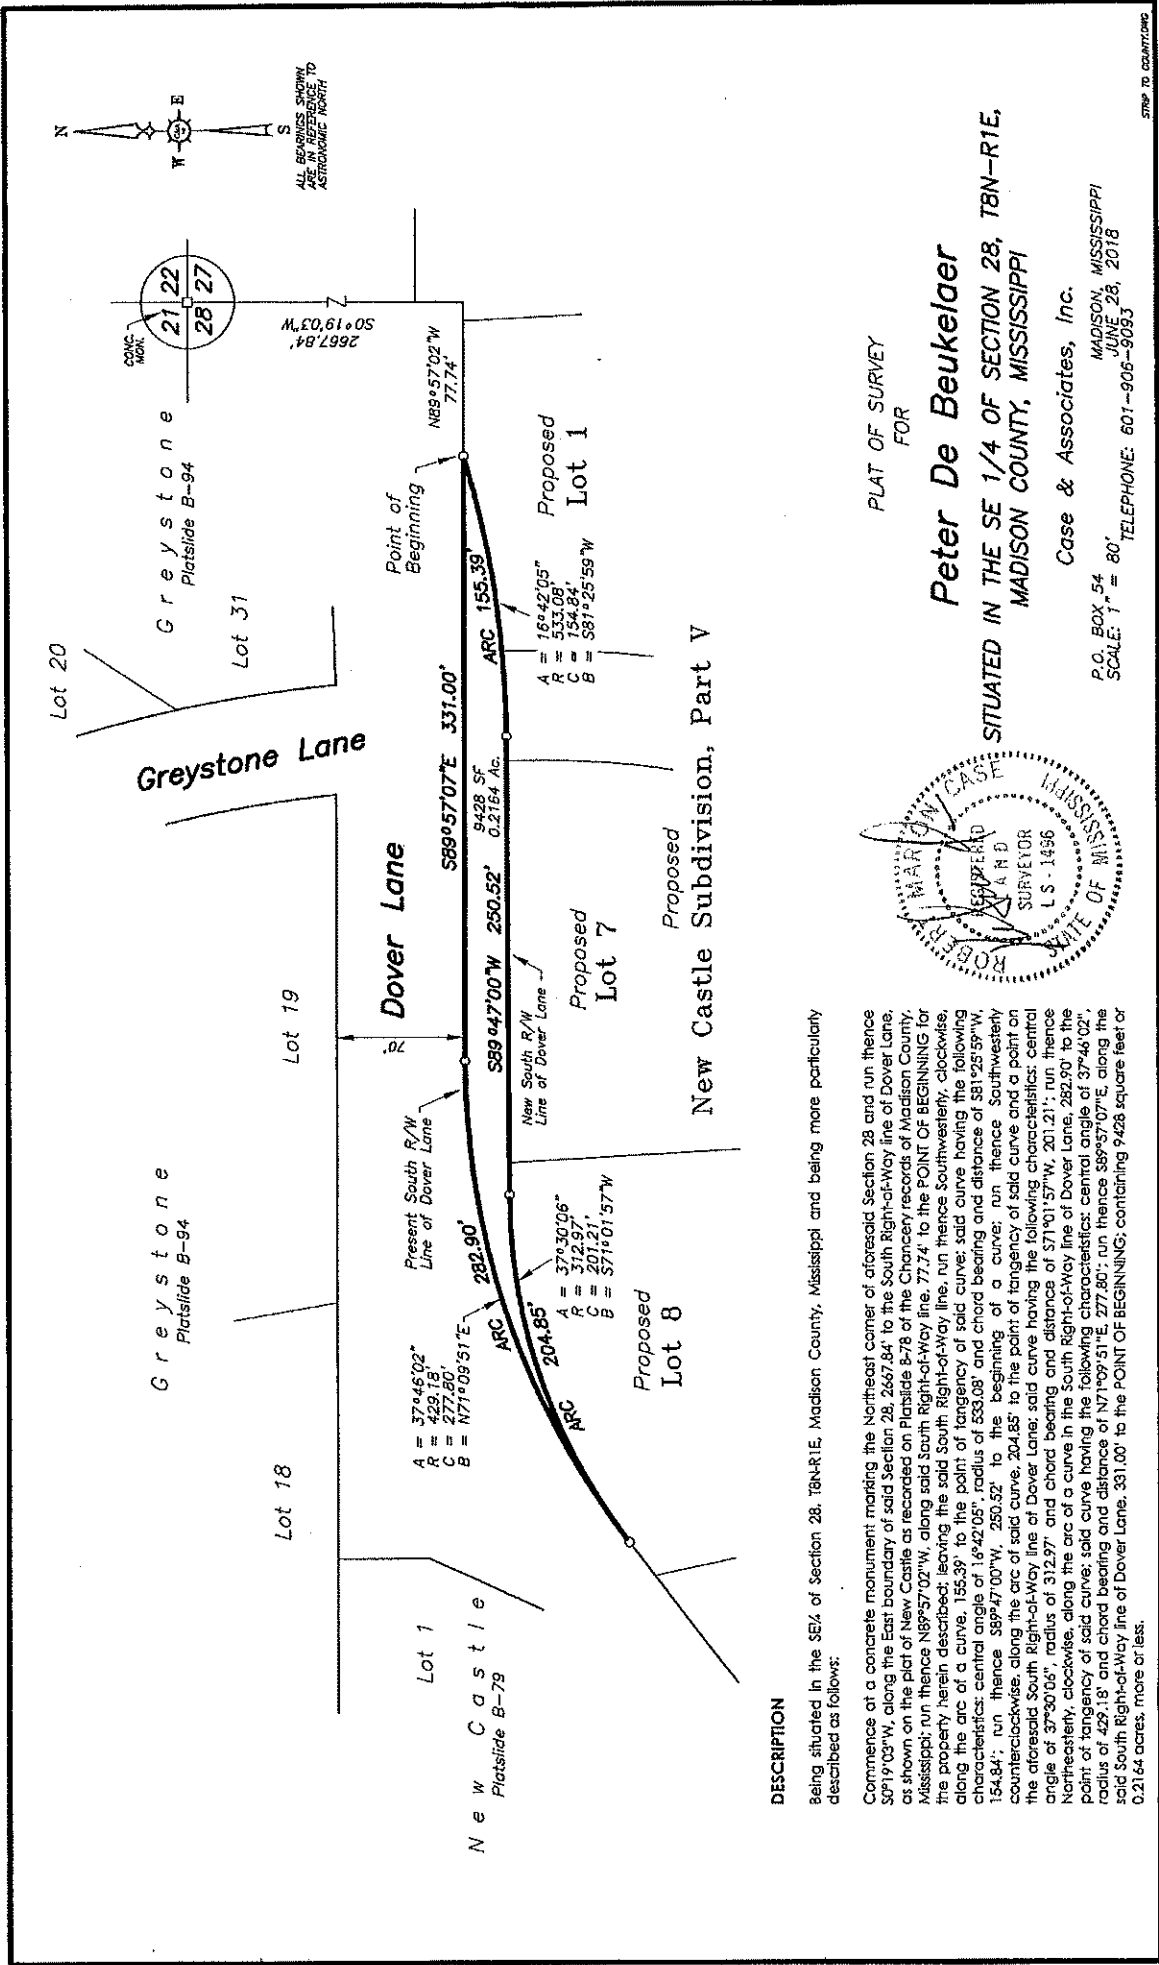 N
W
E
S
ALL BEARINGS SHOWN
ARE IN REFERENCE TO
ASTRONOMIC NORTH
CONC.
MON.
21 22
28 27
2667.84'
S0°19'03"W
N89°57'02"W
77.74'
Lot 20
Greystone
Platslide B-94
Lot 31
Greystone Lane
Point of
Beginning
Greystone
Platslide B-94
Lot 19
Lot 18
Dover Lane
70'
S89°57'07"E 331.00'
9428 SF
0.2164 Ac.
ARC 155.39'
A = 16°42'05"
R = 533.08'
C = 154.84'
B = S81°25'59"W
Proposed
Lot 1
Present South R/W
Line of Dover Lane
S89°47'00"W 250.52'
New South R/W
Line of Dover Lane
A = 37°46'02"
R = 429.18'
C = 277.80'
B = N71°09'51"E
ARC 282.90'
ARC 204.85'
A = 37°30'06"
R = 312.97'
C = 201.21'
B = S71°01'57"W
Lot 1
New Castle
Platslide B-79
Proposed
Lot 8
Proposed
Lot 7
Proposed
New Castle Subdivision, Part V
DESCRIPTION
Being situated in the SE¼ of Section 28, T8N-R1E, Madison County, Mississippi and being more particularly
described as follows:
Commence at a concrete monument marking the Northeast corner of aforesaid Section 28 and run thence
S0°19'03"W, along the East boundary of said Section 28, 2667.84' to the South Right-of-Way line of Dover Lane,
as shown on the plat of New Castle as recorded on Platslide B-78 of the Chancery records of Madison County,
Mississippi; run thence N89°57'02"W, along said South Right-of-Way line, 77.74' to the POINT OF BEGINNING for
the property herein described; leaving the said South Right-of-Way line, run thence Southwesterly, clockwise,
along the arc of a curve, 155.39' to the point of tangency of said curve; said curve having the following
characteristics: central angle of 16°42'05", radius of 533.08' and chord bearing and distance of S81°25'59"W,
154.84'; run thence S89°47'00"W, 250.52' to the beginning of a curve; run thence Southwesterly
counterclockwise, along the arc of said curve, 204.85' to the point of tangency of said curve and a point on
the aforesaid South Right-of-Way line of Dover Lane; said curve having the following characteristics: central
angle of 37°30'06", radius of 312.97' and chord bearing and distance of S71°01'57"W, 201.21'; run thence
Northeasterly, clockwise, along the arc of a curve in the South Right-of-Way line of Dover Lane, 282.90' to the
point of tangency of said curve; said curve having the following characteristics: central angle of 37°46'02",
radius of 429.18' and chord bearing and distance of N71°09'51"E, 277.80'; run thence S89°57'07"E, along the
said South Right-of-Way line of Dover Lane, 331.00' to the POINT OF BEGINNING; containing 9428 square feet or
0.2164 acres, more or less.
ROBERT MARION CASE
REGISTERED
LAND
SURVEYOR
LS-1496
STATE OF MISSISSIPPI
PLAT OF SURVEY
FOR
Peter De Beukelaer
SITUATED IN THE SE 1/4 OF SECTION 28, T8N-R1E,
MADISON COUNTY, MISSISSIPPI
Case & Associates, Inc.
P.O. BOX 54 MADISON, MISSISSIPPI
SCALE: 1" = 80' JUNE 28, 2018
TELEPHONE: 601-906-9093
STRIP TO COUNTY.DWG